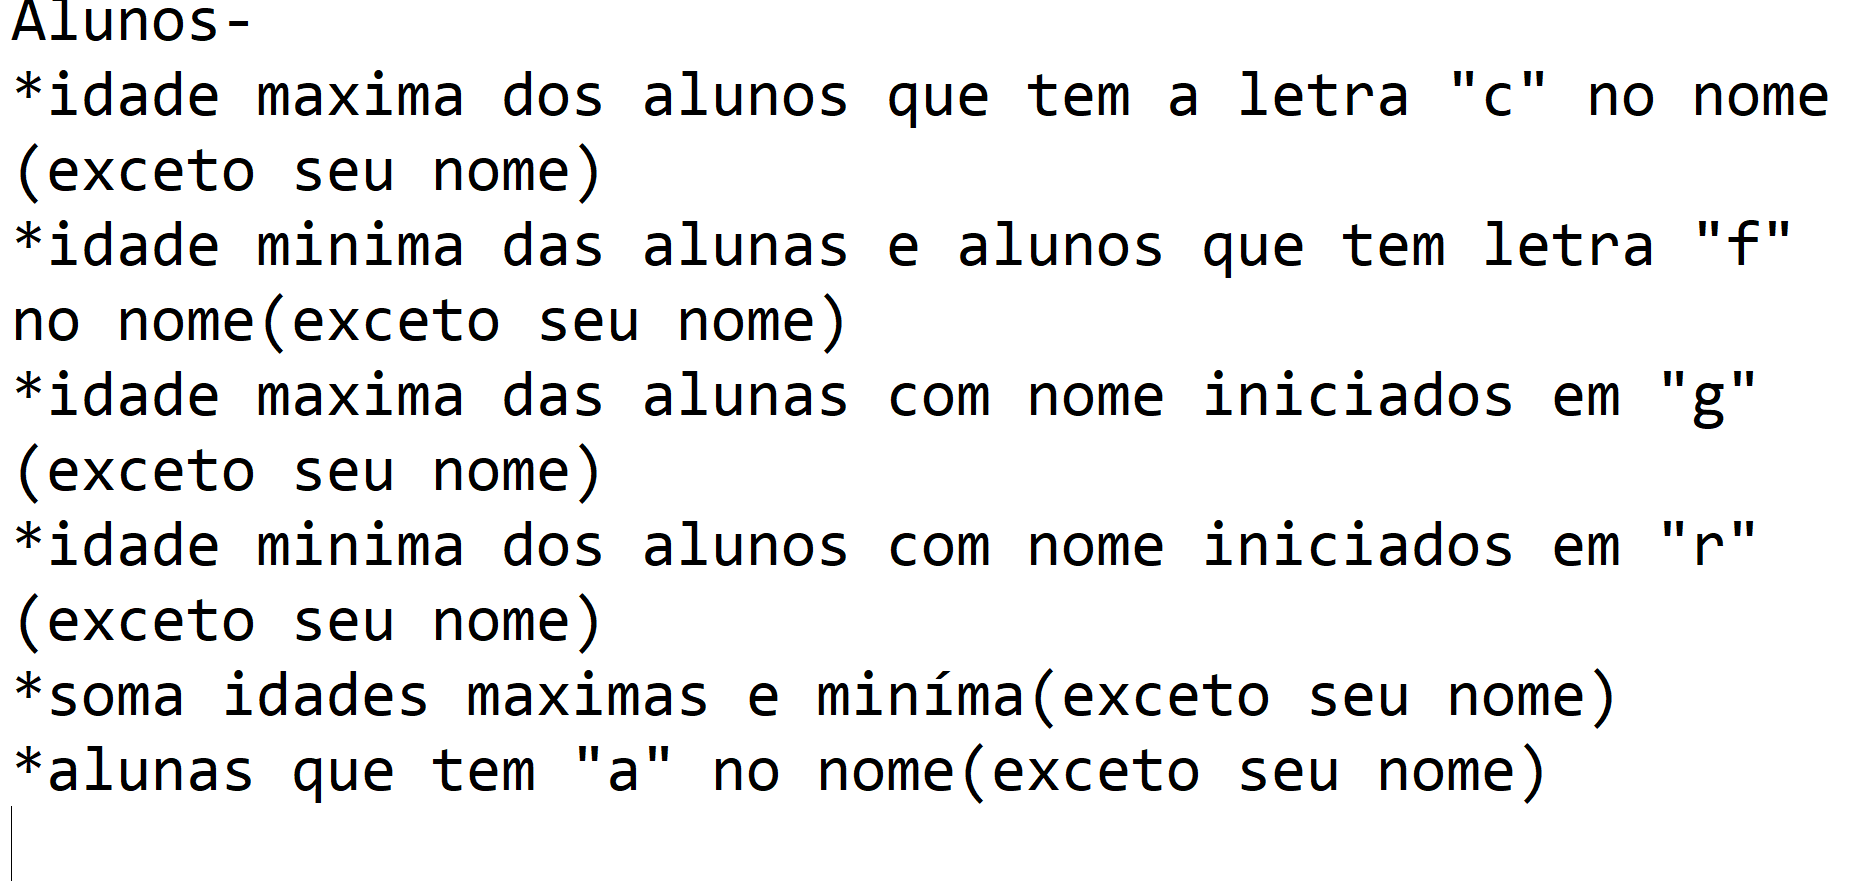 Alunos-
*idade maxima dos alunos que tem a letra "c" no nome
(exceto seu nome)
*idade minima das alunas e alunos que tem letra "f"
no nome(exceto seu nome)
*idade maxima das alunas com nome iniciados em "g"
(exceto seu nome)
*idade minima dos alunos com nome iniciados em "r"
(exceto seu nome)
*soma idades maximas e miníma(exceto seu nome)
*alunas que tem "a" no nome(exceto seu nome)